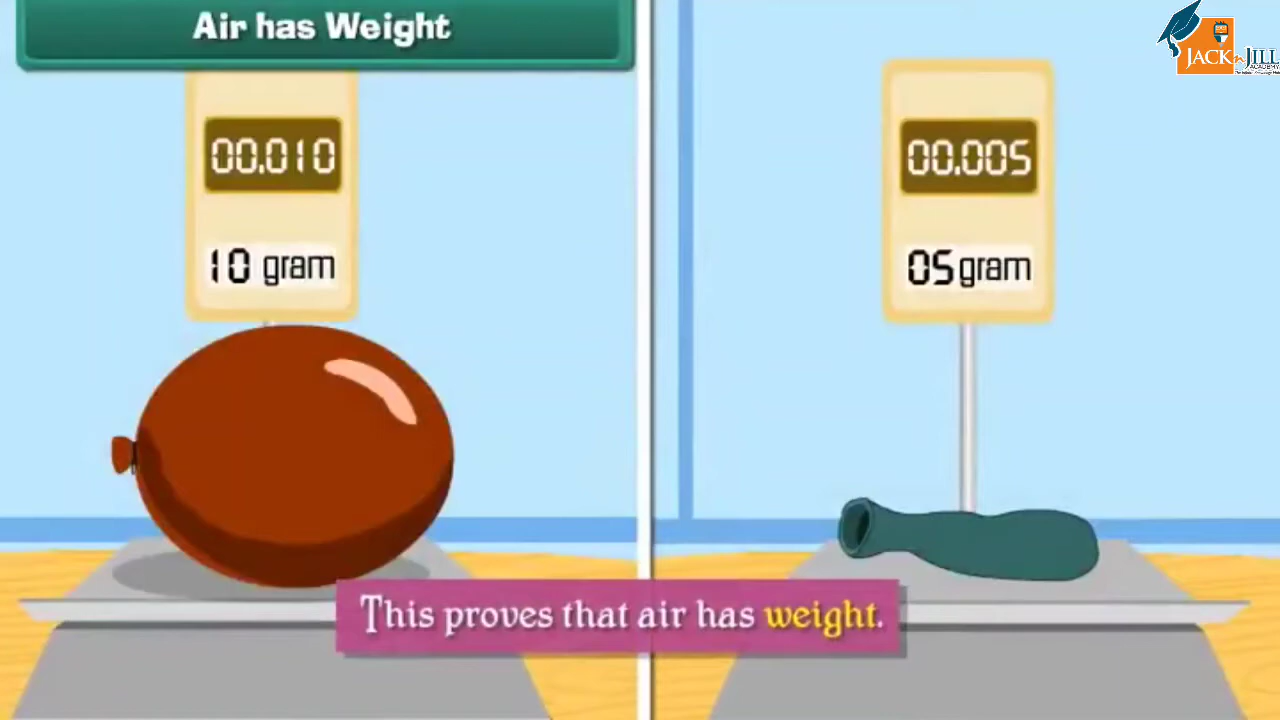 Air has Weight
00.010
10 gram
00.005
05 gram
This proves that air has weight.
JACK n JILL
ACADEMY